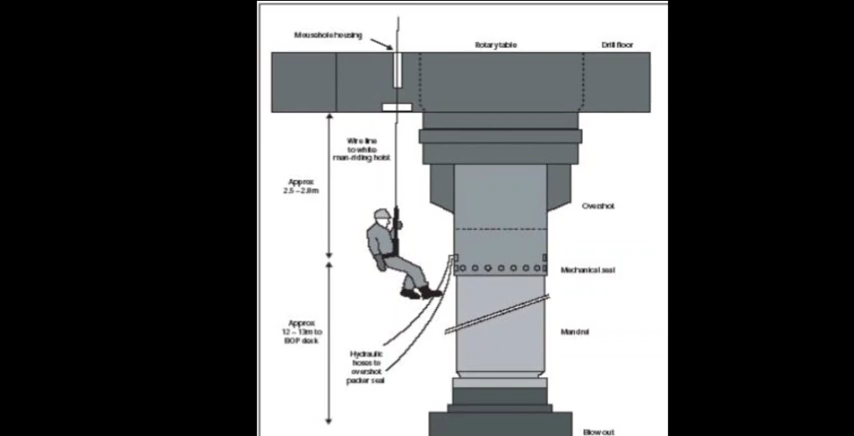 Mousehole housing
Rotary table
Drill floor
Wire line
to white
man-riding hoist
Approx
2.5 – 2.8m
Overshot
Mechanical seal
Approx
12 – 13m to
BOP deck
Mandrel
Hydraulic
hoses to
overshot
packer seal
Blow out